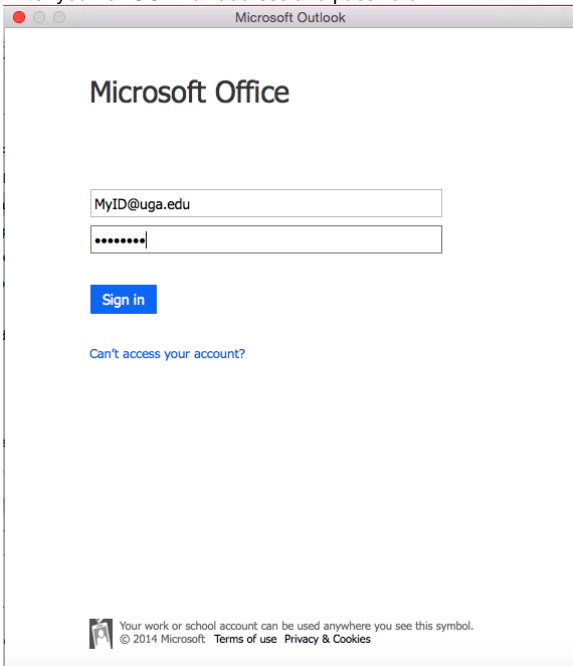 Microsoft Outlook
Microsoft Office
MyID@uga.edu
••••••••
Sign in
Can't access your account?
Your work or school account can be used anywhere you see this symbol.
© 2014 Microsoft Terms of use Privacy & Cookies